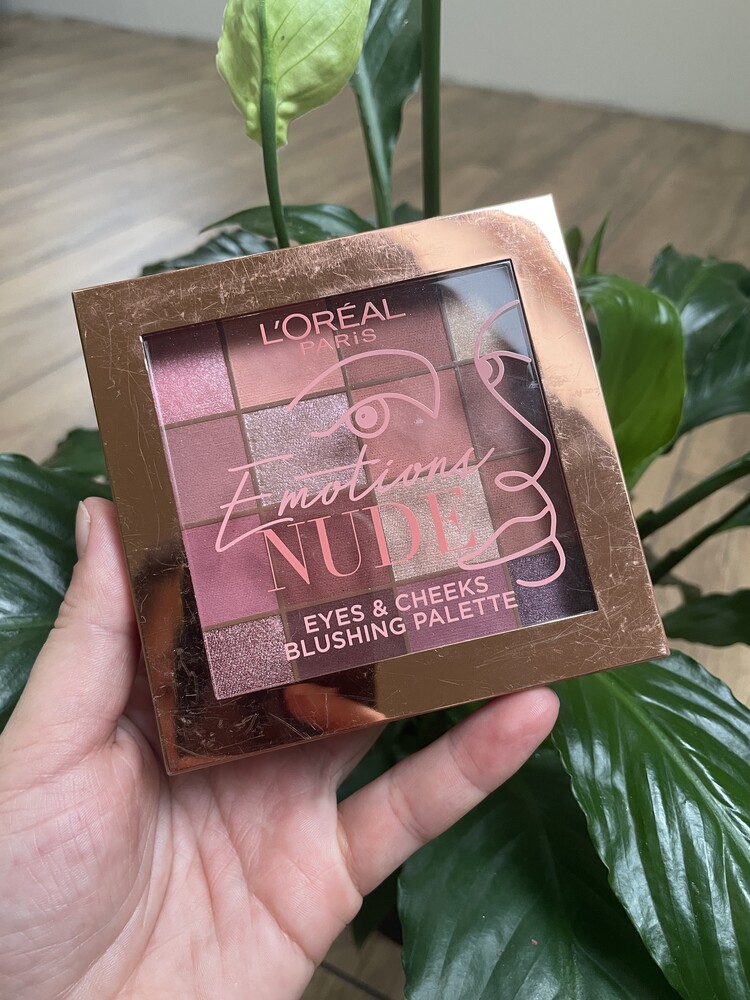 L'ORÉAL
PARiS
Emotions
NUDE
EYES & CHEEKS
BLUSHING PALETTE